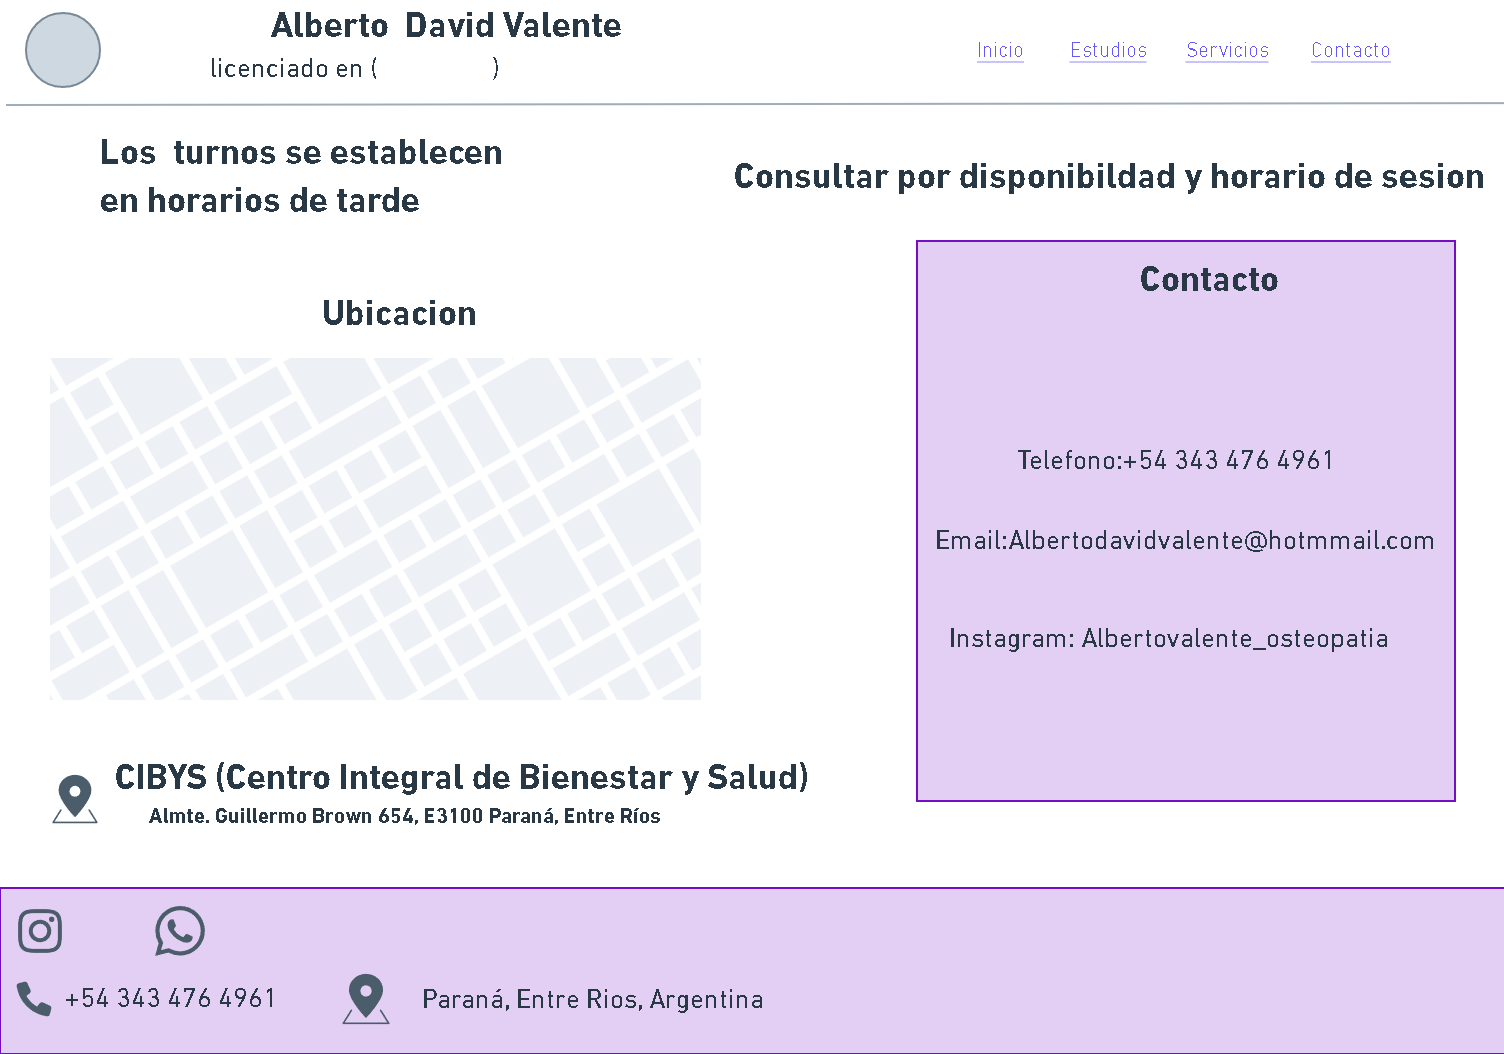 Alberto  David Valente
licenciado en (                )
Inicio
Estudios
Servicios
Contacto
Los  turnos se establecen
en horarios de tarde
Consultar por disponibildad y horario de sesion
Ubicacion
Contacto
Telefono:+54 343 476 4961
Email:Albertodavidvalente@hotmmail.com
Instagram: Albertovalente_osteopatia
CIBYS (Centro Integral de Bienestar y Salud)
Almte. Guillermo Brown 654, E3100 Paraná, Entre Ríos
+54 343 476 4961
Paraná, Entre Rios, Argentina